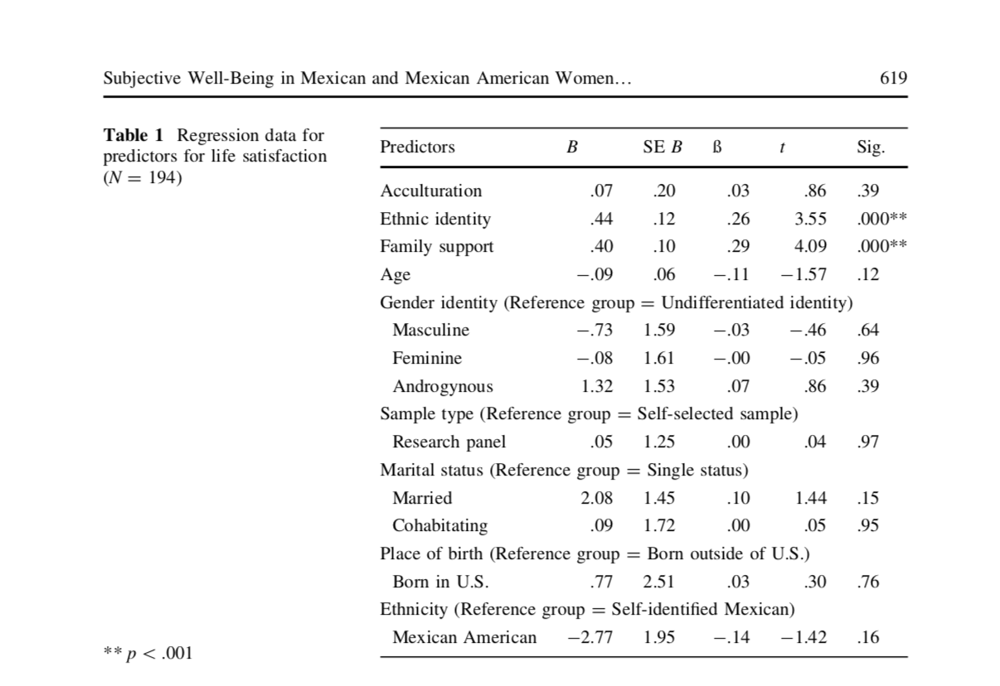 Subjective Well-Being in Mexican and Mexican American Women… 619
Table 1 Regression data for
predictors for life satisfaction
(N = 194)
Predictors B SE B ß t Sig.
Acculturation .07 .20 .03 .86 .39
Ethnic identity .44 .12 .26 3.55 .000**
Family support .40 .10 .29 4.09 .000**
Age −.09 .06 −.11 −1.57 .12
Gender identity (Reference group = Undifferentiated identity)
Masculine −.73 1.59 −.03 −.46 .64
Feminine −.08 1.61 −.00 −.05 .96
Androgynous 1.32 1.53 .07 .86 .39
Sample type (Reference group = Self-selected sample)
Research panel .05 1.25 .00 .04 .97
Marital status (Reference group = Single status)
Married 2.08 1.45 .10 1.44 .15
Cohabitating .09 1.72 .00 .05 .95
Place of birth (Reference group = Born outside of U.S.)
Born in U.S. .77 2.51 .03 .30 .76
Ethnicity (Reference group = Self-identified Mexican)
Mexican American −2.77 1.95 −.14 −1.42 .16
** p < .001